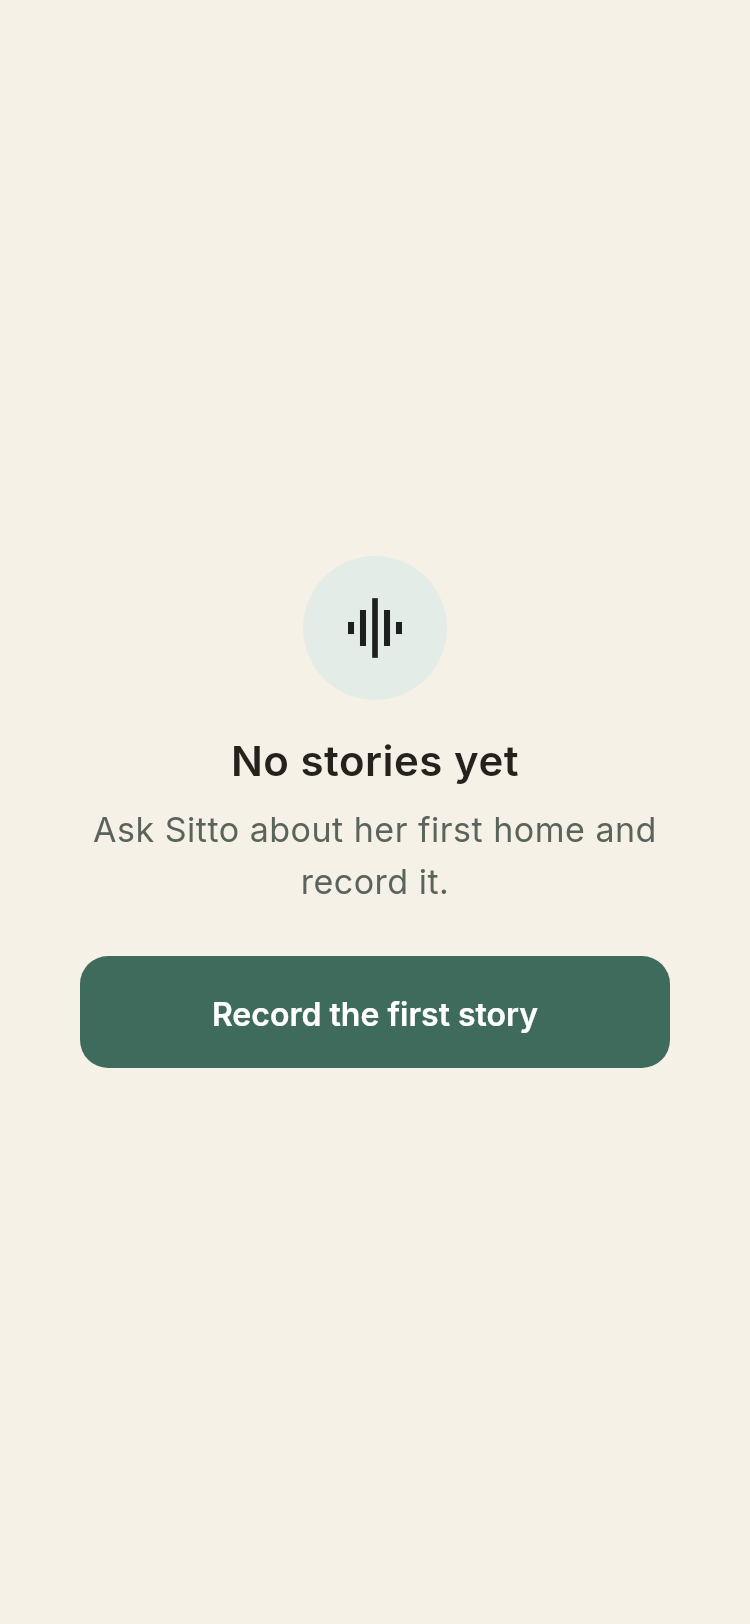 No stories yet
Ask Sitto about her first home and
record it.
Record the first story